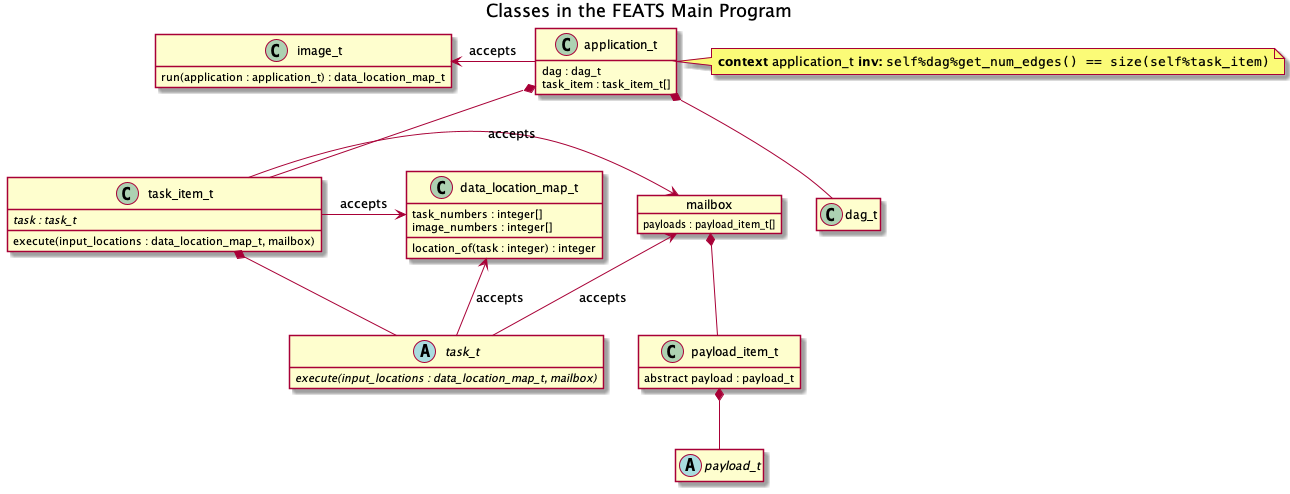 Classes in the FEATS Main Program
C image_t
run(application : application_t) : data_location_map_t
accepts
C application_t
dag : dag_t
task_item : task_item_t[]
context application_t inv: self%dag%get_num_edges() == size(self%task_item)
accepts
C task_item_t
task : task_t
execute(input_locations : data_location_map_t, mailbox)
accepts
C data_location_map_t
task_numbers : integer[]
image_numbers : integer[]
location_of(task : integer) : integer
mailbox
payloads : payload_item_t[]
C dag_t
accepts
accepts
A task_t
execute(input_locations : data_location_map_t, mailbox)
C payload_item_t
abstract payload : payload_t
A payload_t